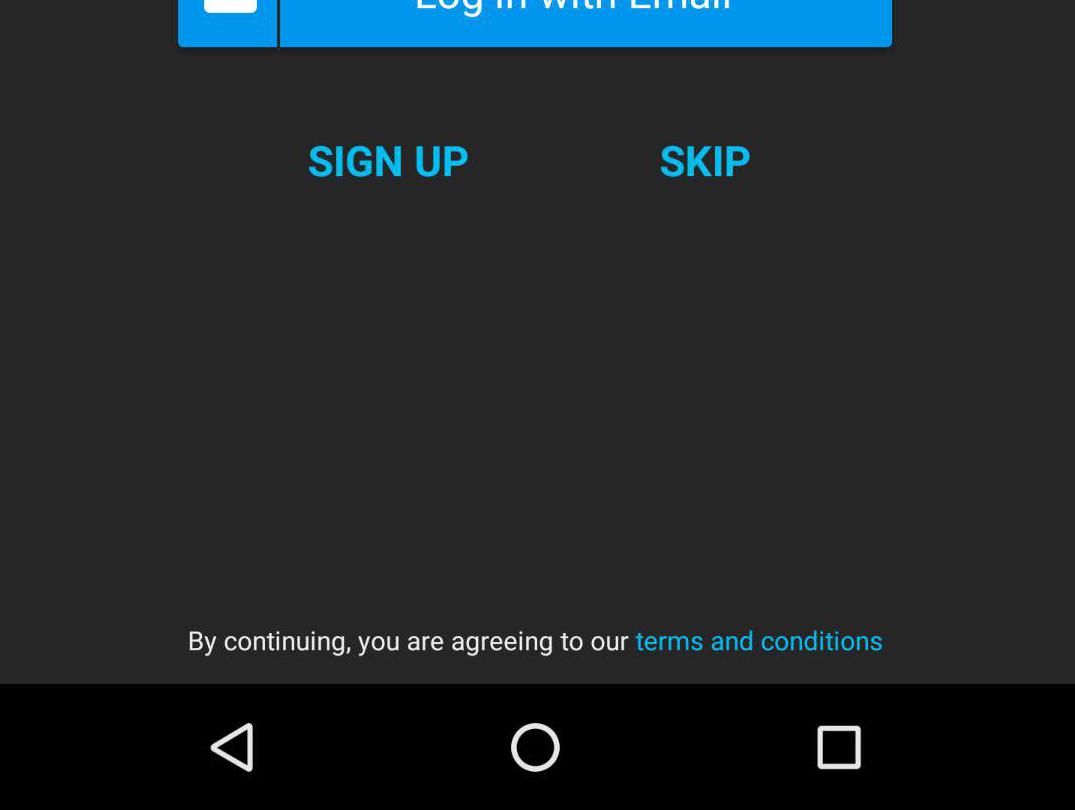 Log in with Email
SIGN UP SKIP
By continuing, you are agreeing to our terms and conditions